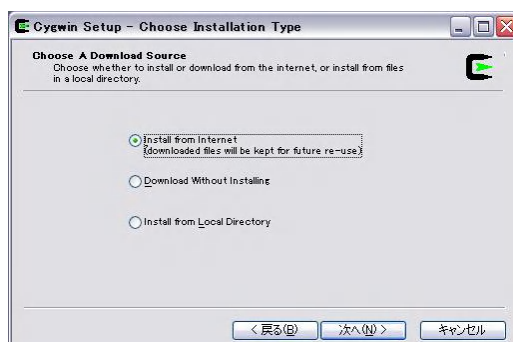 Cygwin Setup - Choose Installation Type
Choose A Download Source
Choose whether to install or download from the internet, or install from files
in a local directory.
Install from Internet
(downloaded files will be kept for future re-use)
Download Without Installing
Install from Local Directory
< 戻る(B) 次へ(N) > キャンセル